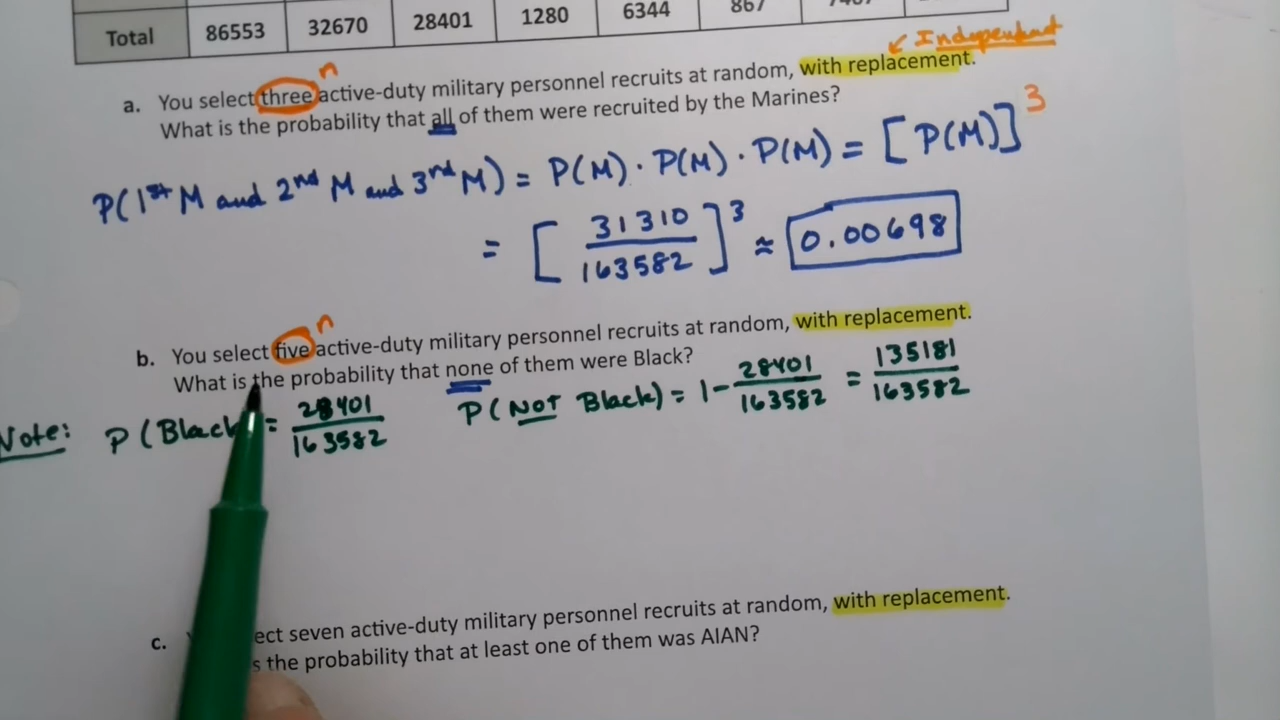 Total 86553 32670 28401 1280 6344 867
Independent
n
a. You select three active-duty military personnel recruits at random, with replacement.
What is the probability that all of them were recruited by the Marines?
P(1st M and 2nd M and 3rd M) = P(M) · P(M) · P(M) = [P(M)]^3
= [31310/163582]^3 ≈ 0.00698
n
b. You select five active-duty military personnel recruits at random, with replacement.
What is the probability that none of them were Black?
Note: P(Black = 28401/163582 P(NOT Black) = 1 - 28401/163582 = 135181/163582
c. seven active-duty military personnel recruits at random, with replacement.
the probability that at least one of them was AIAN?